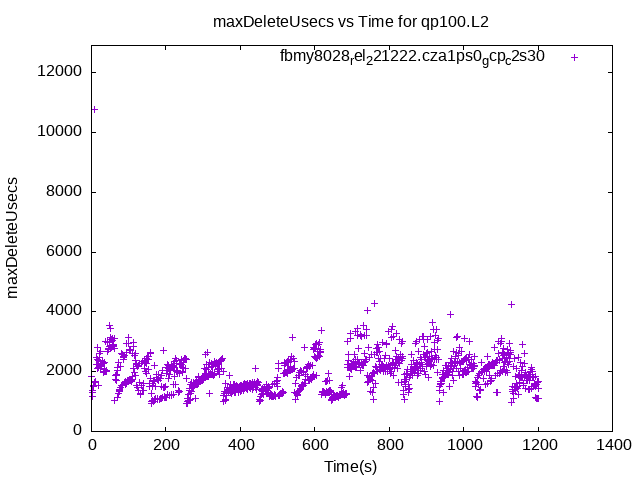 maxDeleteUsecs vs Time for qp100.L2
fbmy8028rel221222.cza1ps0gcpc2s30
12000
10000
8000
6000
4000
2000
0
maxDeleteUsecs
0 200 400 600 800 1000 1200 1400
Time(s)